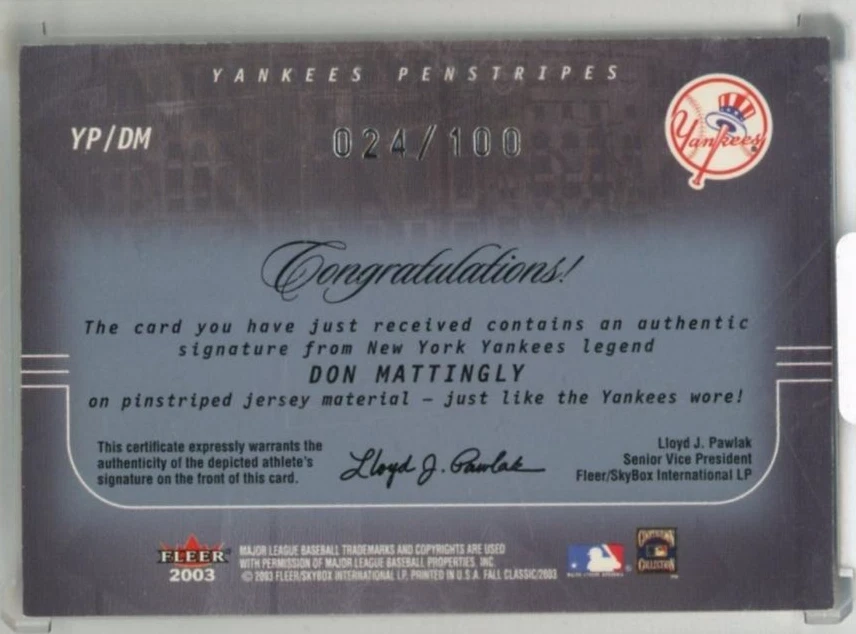 YANKEES PENSTRIPES
YP/DM
024/100
Yankees
Congratulations!
The card you have just received contains an authentic
signature from New York Yankees legend
DON MATTINGLY
on pinstriped jersey material – just like the Yankees wore!
This certificate expressly warrants the
authenticity of the depicted athlete's
signature on the front of this card.
Lloyd J. Pawlak
Lloyd J. Pawlak
Senior Vice President
Fleer/SkyBox International LP
FLEER
2003
MAJOR LEAGUE BASEBALL TRADEMARKS AND COPYRIGHTS ARE USED
WITH PERMISSION OF MAJOR LEAGUE BASEBALL PROPERTIES, INC.
© 2003 FLEER/SKYBOX INTERNATIONAL LP. PRINTED IN U.S.A. FALL CLASSIC/2003
COOPERSTOWN
COLLECTION